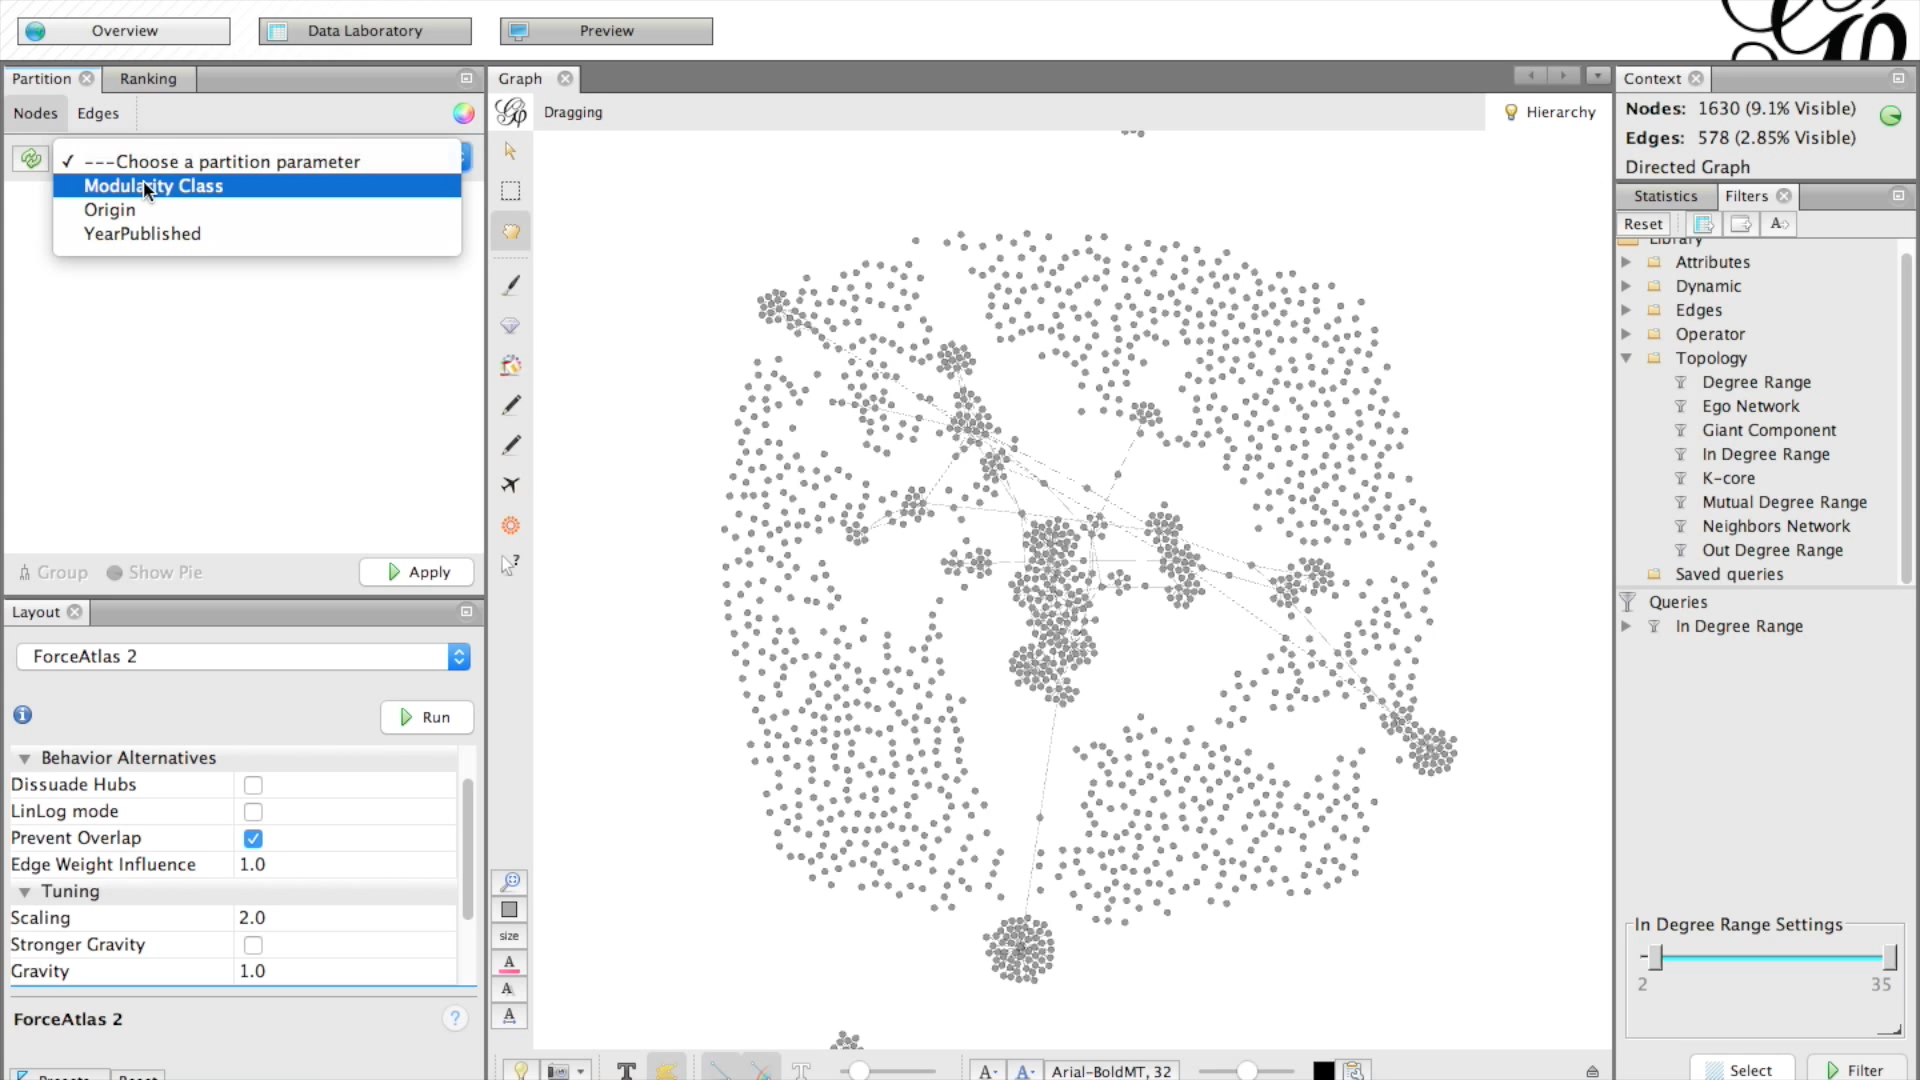 Overview
Data Laboratory
Preview
Partition
Ranking
Nodes
Edges
✓ ---Choose a partition parameter
Modularity Class
Origin
YearPublished
Group
Show Pie
Apply
Layout
ForceAtlas 2
Run
Behavior Alternatives
Dissuade Hubs
LinLog mode
Prevent Overlap
Edge Weight Influence 1.0
Tuning
Scaling 2.0
Stronger Gravity
Gravity 1.0
ForceAtlas 2
?
Presets...
Reset
Graph
Dragging
Hierarchy
size
A
A
A
T
T
A-
A-
Arial-BoldMT, 32
Context
Nodes: 1630 (9.1% Visible)
Edges: 578 (2.85% Visible)
Directed Graph
Statistics
Filters
Reset
Library
Attributes
Dynamic
Edges
Operator
Topology
Degree Range
Ego Network
Giant Component
In Degree Range
K-core
Mutual Degree Range
Neighbors Network
Out Degree Range
Saved queries
Queries
In Degree Range
In Degree Range Settings
2 35
Select
Filter